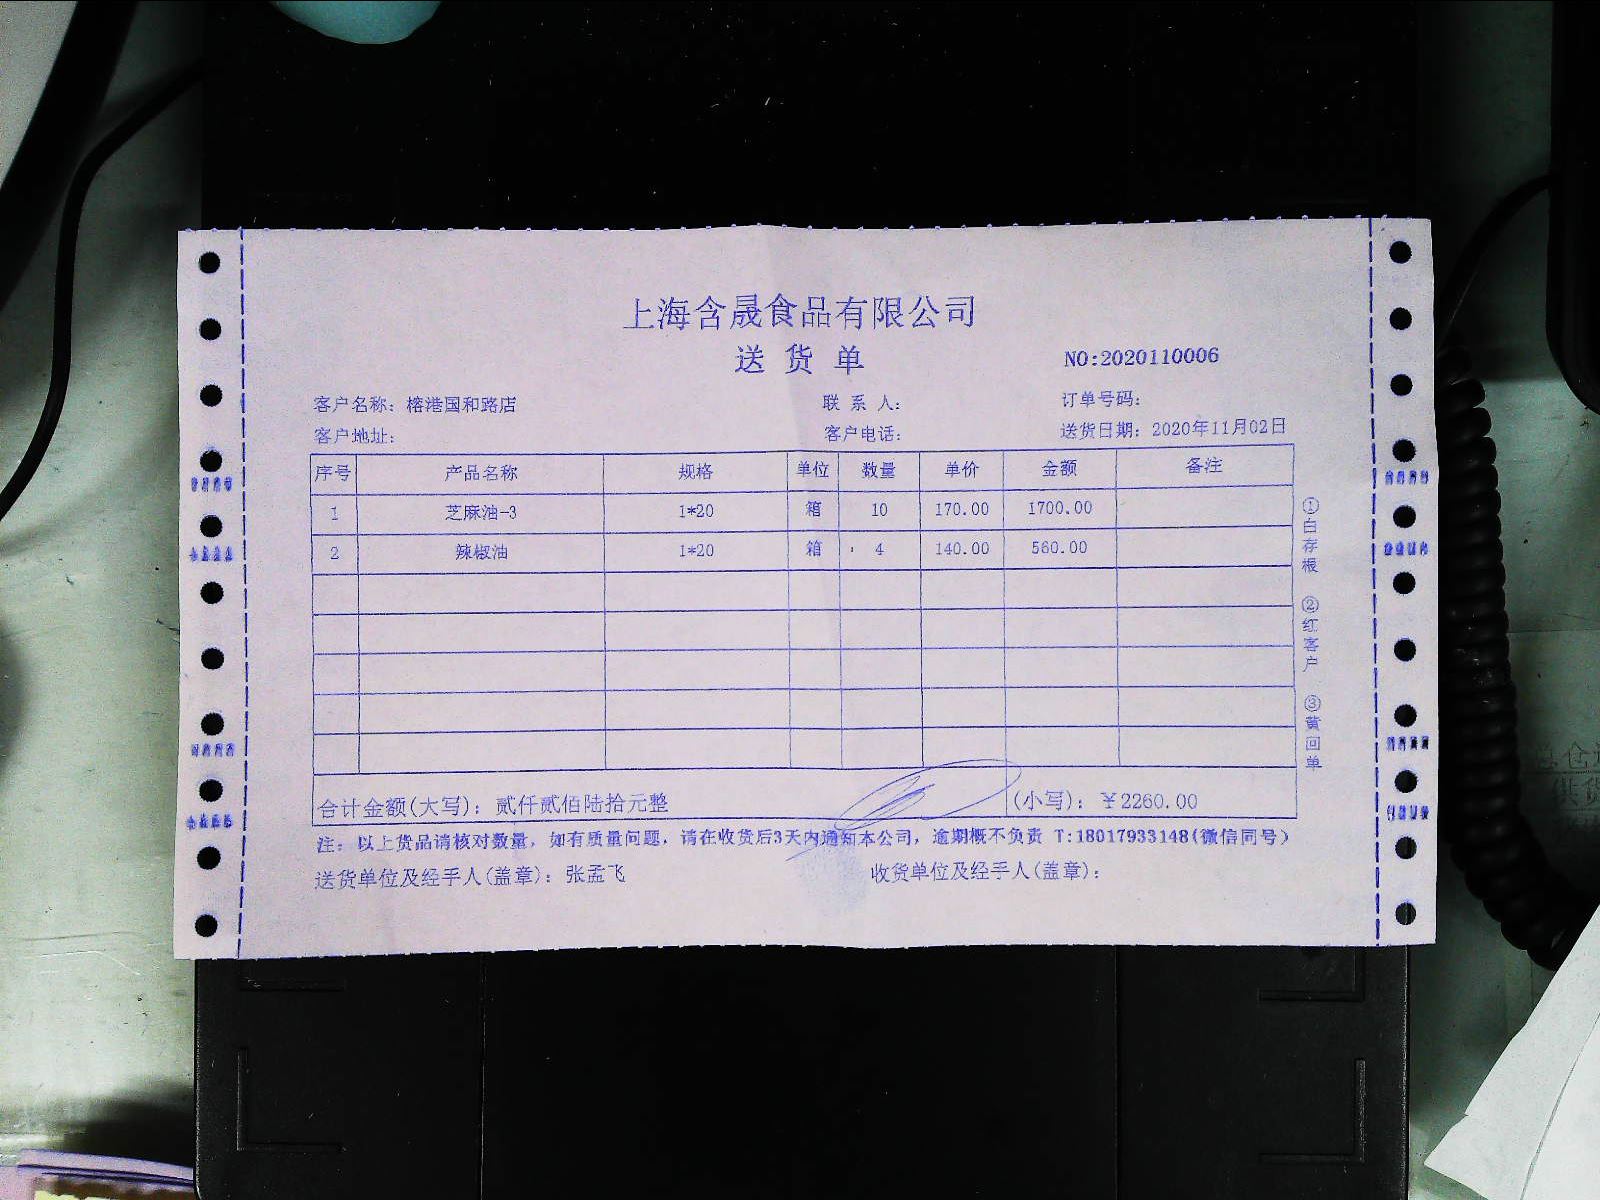 上海含晟食品有限公司
送货单
NO:2020110006
客户名称：榕港国和路店 联系人： 订单号码：
客户地址： 客户电话： 送货日期：2020年11月02日
序号 产品名称 规格 单位 数量 单价 金额 备注
1 芝麻油-3 1*20 箱 10 170.00 1700.00
2 辣椒油 1*20 箱 4 140.00 560.00
合计金额(大写)：贰仟贰佰陆拾元整 (小写)：￥2260.00
注：以上货品请核对数量，如有质量问题，请在收货后3天内通知本公司，逾期概不负责 T:18017933148(微信同号)
送货单位及经手人(盖章)：张孟飞 收货单位及经手人(盖章)：
①白存根 ②红客户 ③黄回单